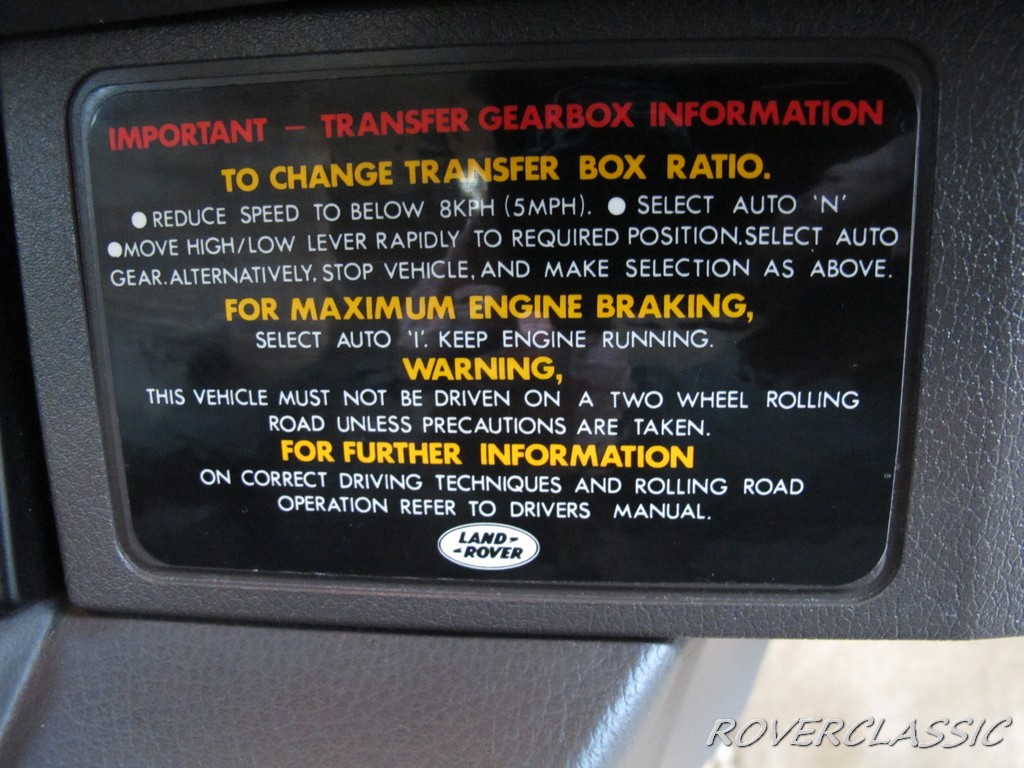 IMPORTANT – TRANSFER GEARBOX INFORMATION
TO CHANGE TRANSFER BOX RATIO.
● REDUCE SPEED TO BELOW 8KPH (5MPH). ● SELECT AUTO 'N'
●MOVE HIGH/LOW LEVER RAPIDLY TO REQUIRED POSITION.SELECT AUTO
GEAR.ALTERNATIVELY, STOP VEHICLE, AND MAKE SELECTION AS ABOVE.
FOR MAXIMUM ENGINE BRAKING,
SELECT AUTO '1'. KEEP ENGINE RUNNING.
WARNING,
THIS VEHICLE MUST NOT BE DRIVEN ON A TWO WHEEL ROLLING
ROAD UNLESS PRECAUTIONS ARE TAKEN.
FOR FURTHER INFORMATION
ON CORRECT DRIVING TECHNIQUES AND ROLLING ROAD
OPERATION REFER TO DRIVERS MANUAL.
LAND-
-ROVER
ROVERCLASSIC